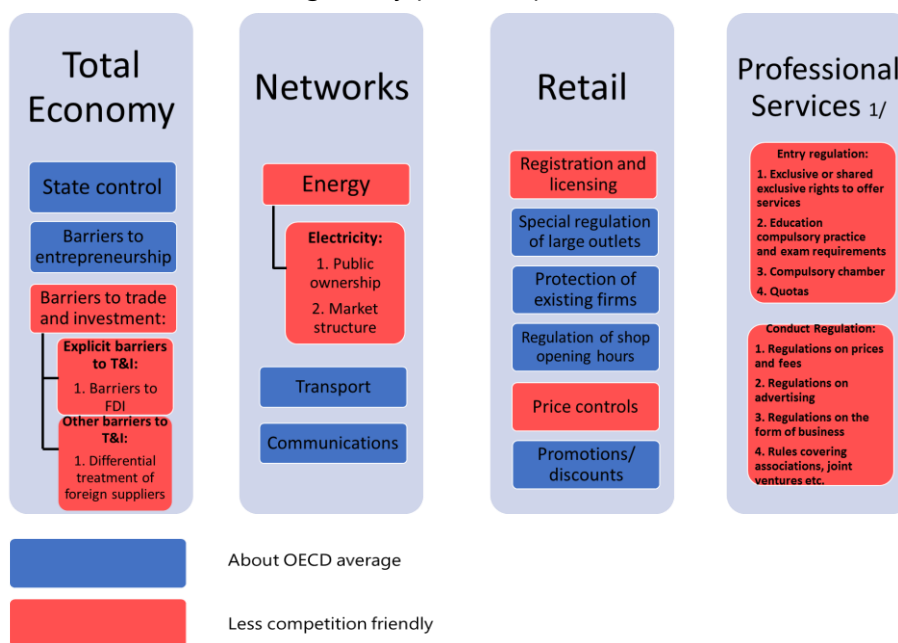 Total
Economy
State control
Barriers to
entrepreneurship
Barriers to trade
and investment:
Explicit barriers
to T&I:
1. Barriers to
FDI
Other barriers to
T&I:
1. Differential
treatment of
foreign suppliers
Networks
Energy
Electricity:
1. Public
ownership
2. Market
structure
Transport
Communications
Retail
Registration and
licensing
Special regulation
of large outlets
Protection of
existing firms
Regulation of shop
opening hours
Price controls
Promotions/
discounts
Professional
Services 1/
Entry regulation:
1. Exclusive or shared
exclusive rights to offer
services
2. Education
compulsory practice
and exam requirements
3. Compulsory chamber
4. Quotas
Conduct Regulation:
1. Regulations on prices
and fees
2. Regulations on
advertising
3. Regulations on the
form of business
4. Rules covering
associations, joint
ventures etc.
About OECD average
Less competition friendly